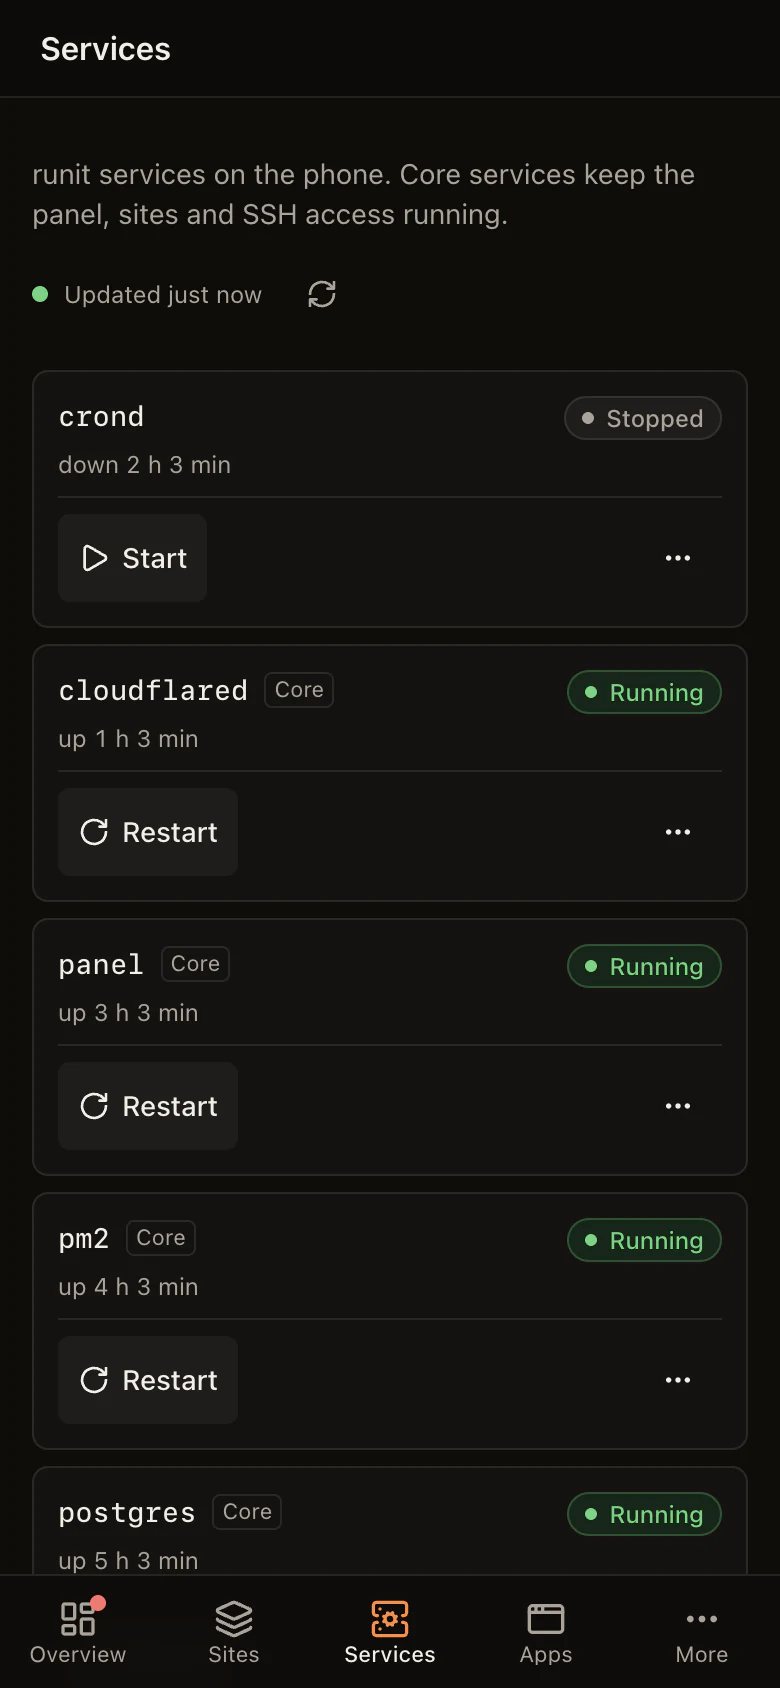 Services
runit services on the phone. Core services keep the
panel, sites and SSH access running.
Updated just now
crond
Stopped
down 2 h 3 min
Start
cloudflared
Core
Running
up 1 h 3 min
Restart
panel
Core
Running
up 3 h 3 min
Restart
pm2
Core
Running
up 4 h 3 min
Restart
postgres
Core
Running
up 5 h 3 min
Overview
Sites
Services
Apps
More